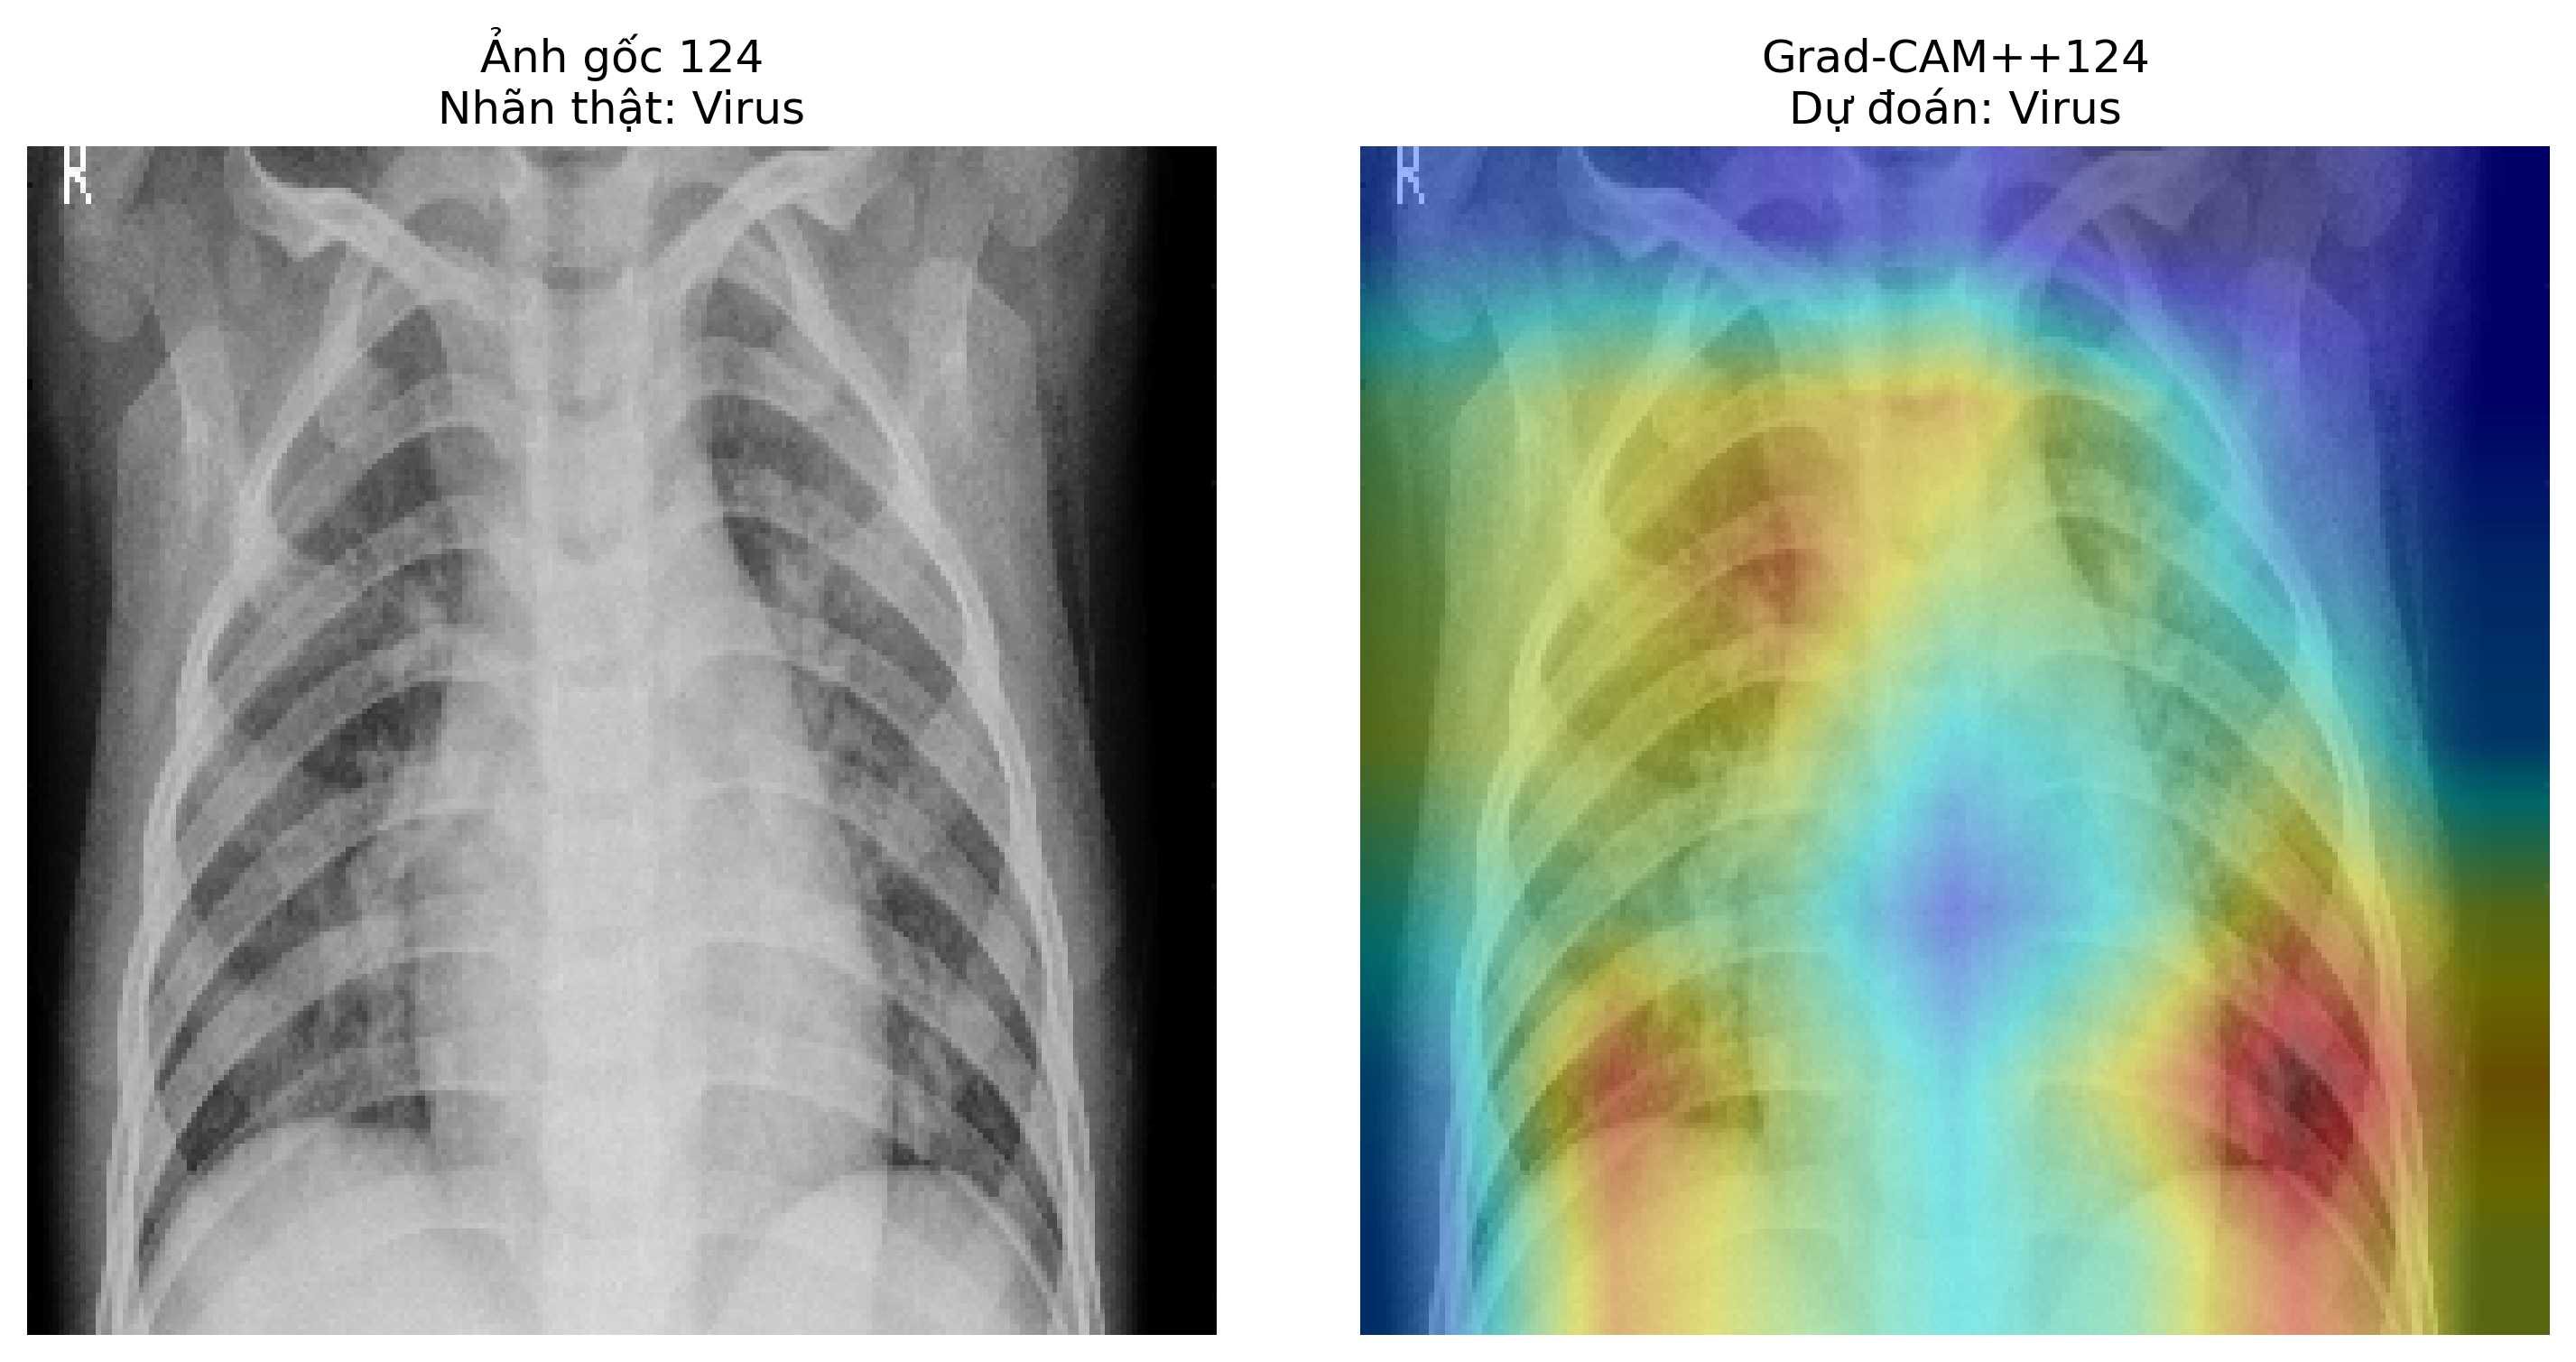 Ảnh gốc 124
Nhãn thật: Virus
Grad-CAM++124
Dự đoán: Virus
R
R